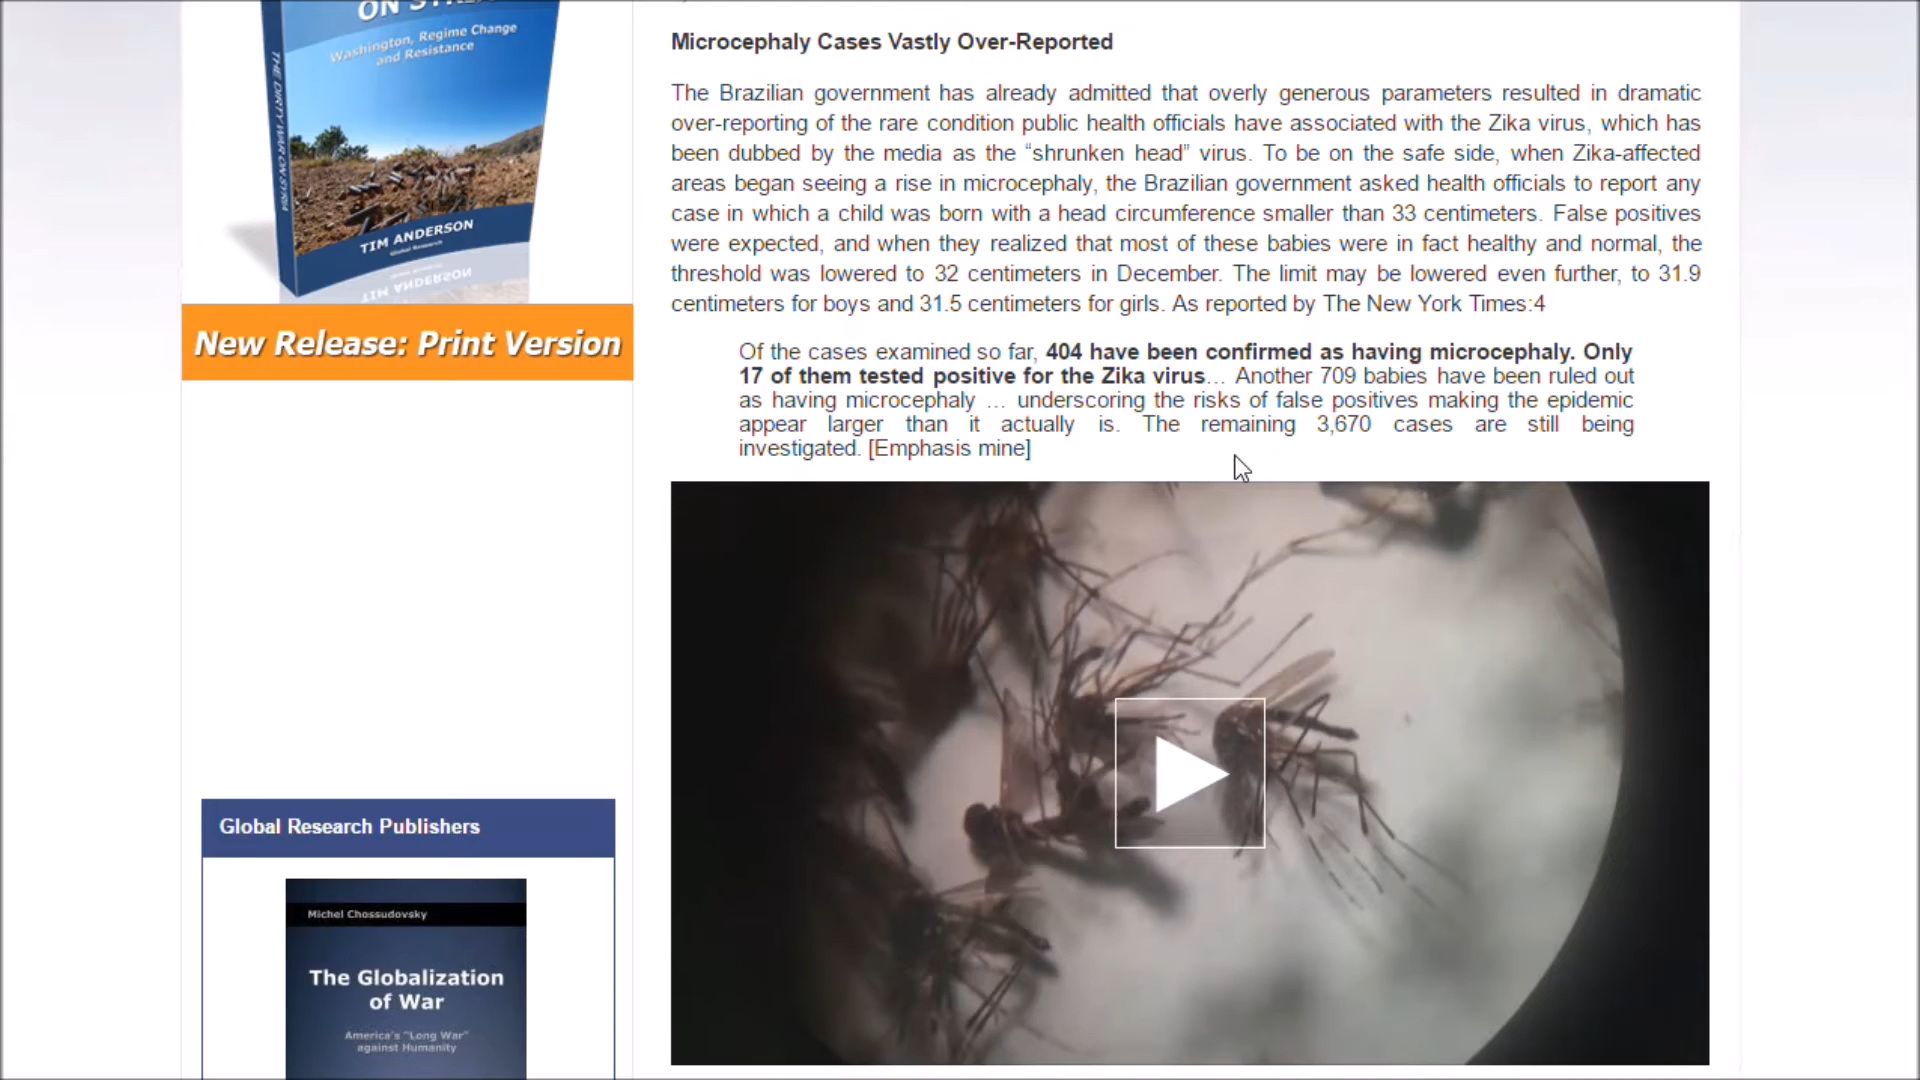 ON SYRIA
Washington, Regime Change
and Resistance
THE DIRTY WAR ON SYRIA
TIM ANDERSON
Global Research
New Release: Print Version
Global Research Publishers
Michel Chossudovsky
The Globalization
of War
America's "Long War"
against Humanity
Microcephaly Cases Vastly Over-Reported
The Brazilian government has already admitted that overly generous parameters resulted in dramatic
over-reporting of the rare condition public health officials have associated with the Zika virus, which has
been dubbed by the media as the “shrunken head” virus. To be on the safe side, when Zika-affected
areas began seeing a rise in microcephaly, the Brazilian government asked health officials to report any
case in which a child was born with a head circumference smaller than 33 centimeters. False positives
were expected, and when they realized that most of these babies were in fact healthy and normal, the
threshold was lowered to 32 centimeters in December. The limit may be lowered even further, to 31.9
centimeters for boys and 31.5 centimeters for girls. As reported by The New York Times:4
Of the cases examined so far, 404 have been confirmed as having microcephaly. Only
17 of them tested positive for the Zika virus… Another 709 babies have been ruled out
as having microcephaly … underscoring the risks of false positives making the epidemic
appear larger than it actually is. The remaining 3,670 cases are still being
investigated. [Emphasis mine]